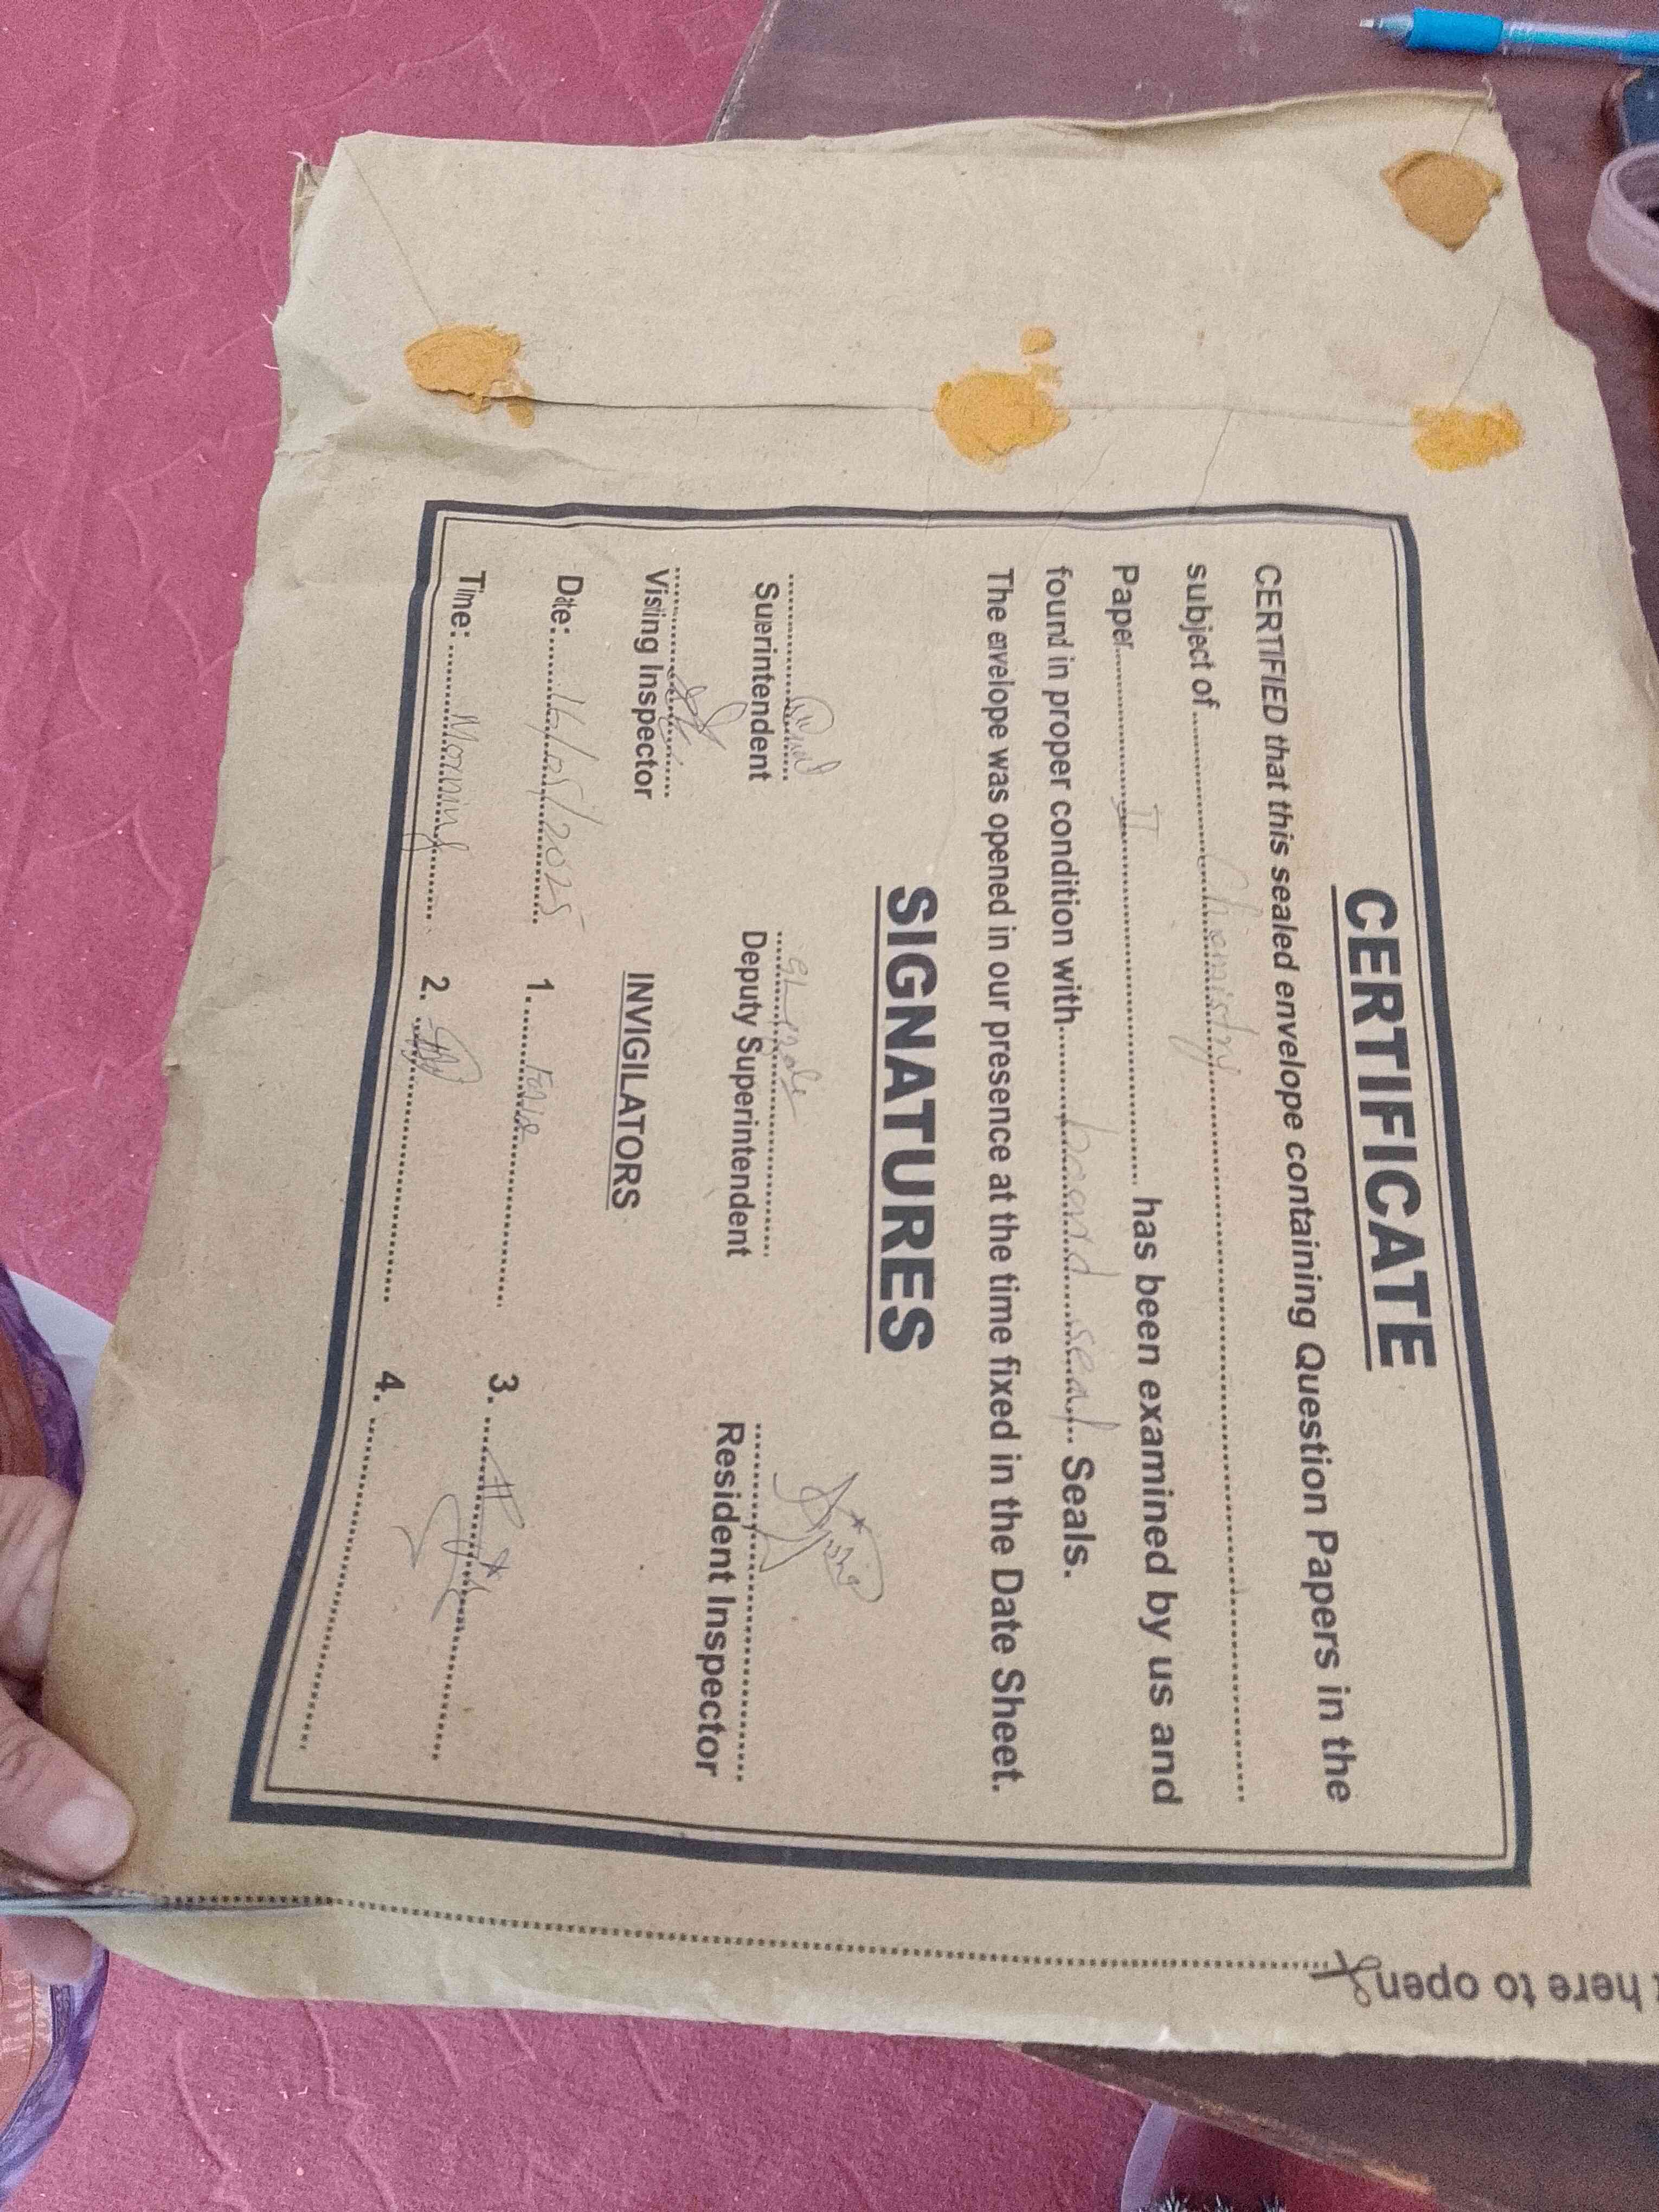 CERTIFICATE
CERTIFIED that this sealed envelope containing Question Papers in the
subject of Chemistry
Paper II has been examined by us and
found in proper condition with board seal Seals.
The envelope was opened in our presence at the time fixed in the Date Sheet.
SIGNATURES
Superintendent Deputy Superintendent Resident Inspector
Visiting Inspector INVIGILATORS
Date: 16/05/2025 1. 3.
Time: Morning 2. 4.
here to open